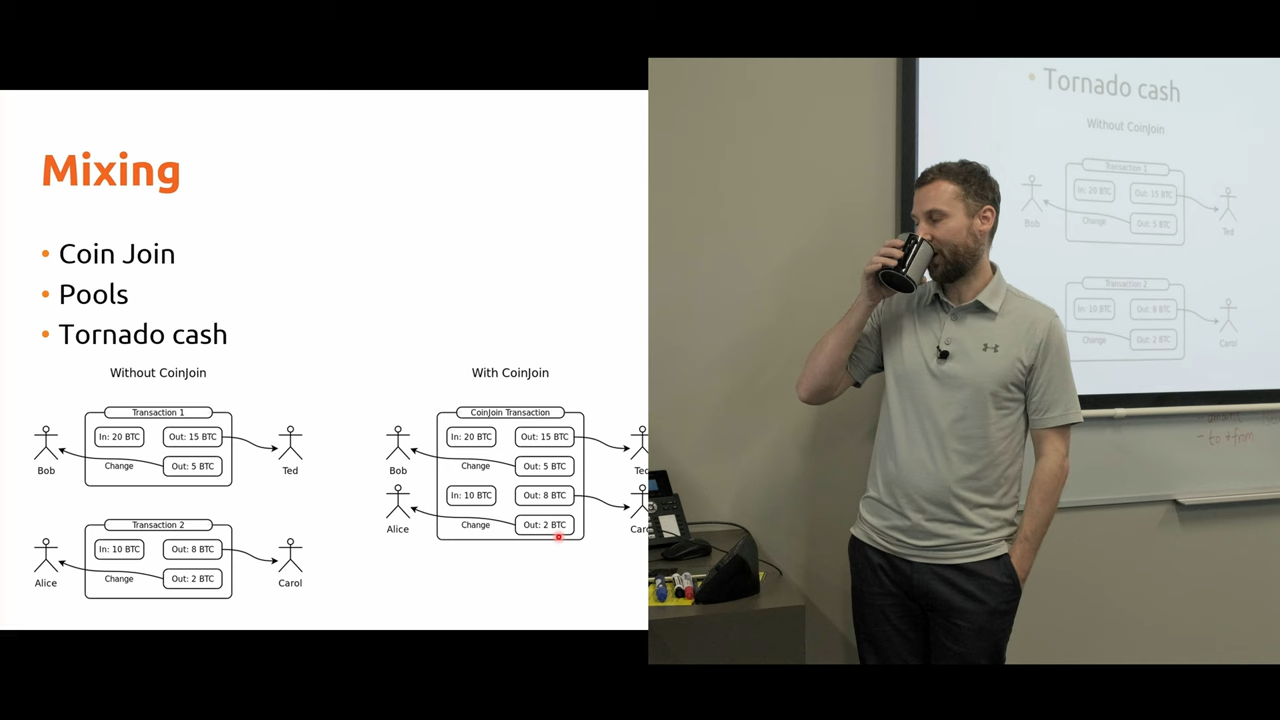 Mixing
• Coin Join
• Pools
• Tornado cash
Without CoinJoin
Transaction 1
In: 20 BTC Out: 15 BTC
Bob Change Out: 5 BTC Ted
Transaction 2
In: 10 BTC Out: 8 BTC
Alice Change Out: 2 BTC Carol
With CoinJoin
CoinJoin Transaction
In: 20 BTC Out: 15 BTC
Bob Change Out: 5 BTC
In: 10 BTC Out: 8 BTC
Alice Change Out: 2 BTC
• Tornado cash
Without CoinJoin
Transaction 1
In: 20 BTC Out: 15 BTC
Bob Change Out: 5 BTC Ted
Transaction 2
In: 10 BTC Out: 8 BTC
Change Out: 2 BTC Carol
- to & from